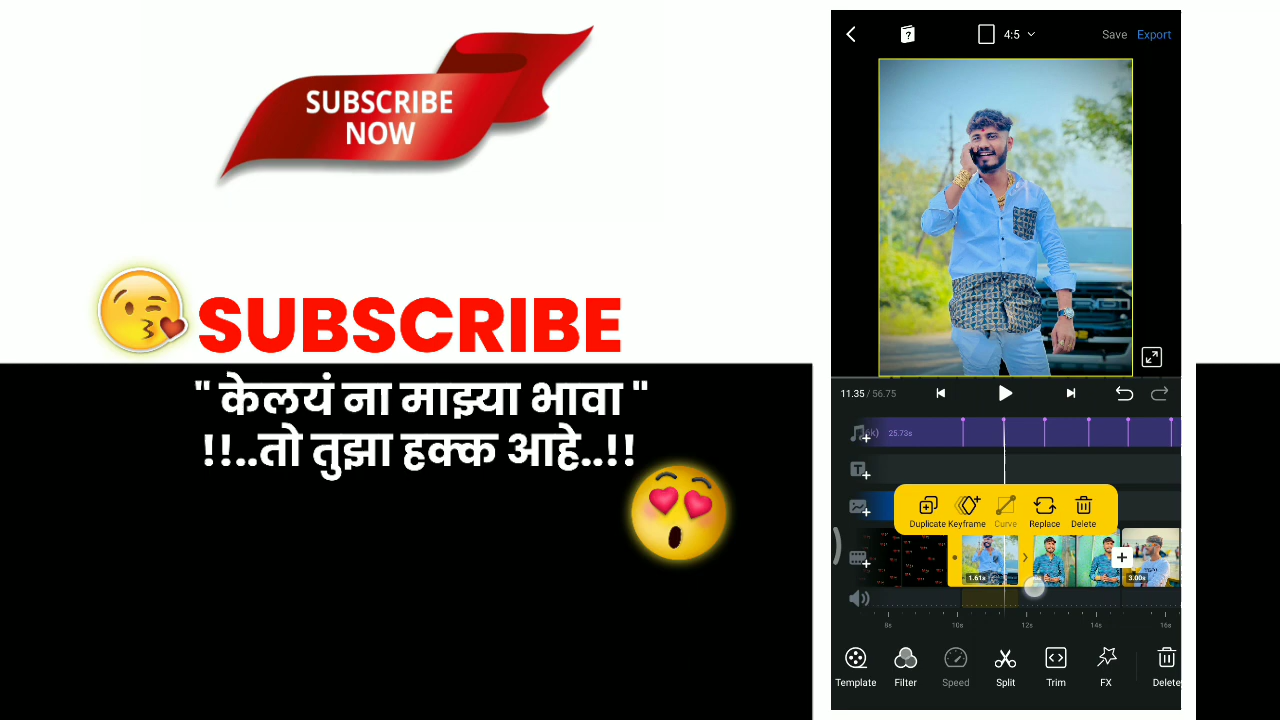 SUBSCRIBE
NOW
SUBSCRIBE
" केलयं ना माझ्या भावा "
!!..तो तुझा हक्क आहे..!!
4:5
Save Export
11.35 / 56.75
25.73s
Duplicate Keyframe Curve Replace Delete
1.61s
3.00s
8s 10s 12s 14s 16s
Template Filter Speed Split Trim FX Delete